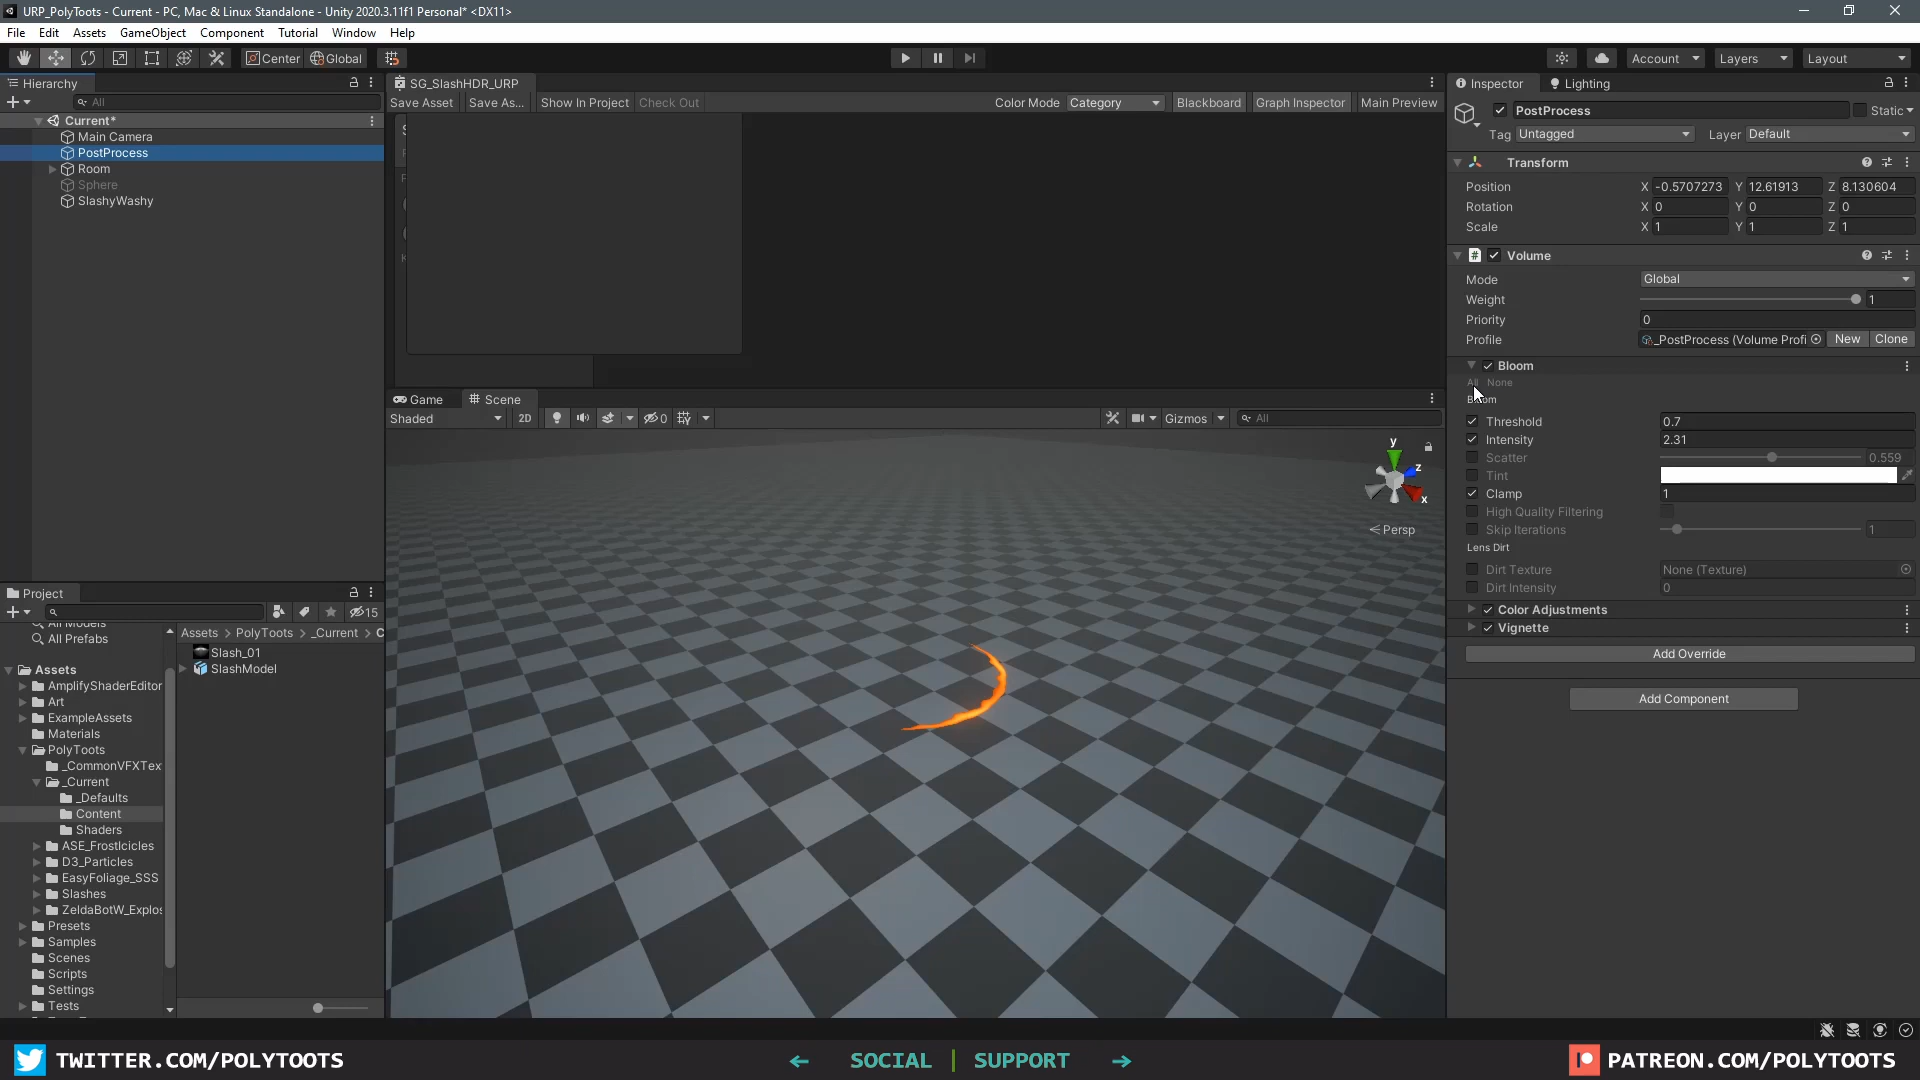 URP_PolyToots - Current - PC, Mac & Linux Standalone - Unity 2020.3.11f1 Personal* <DX11>
File Edit Assets GameObject Component Tutorial Window Help
Center Global Account Layers Layout
Hierarchy
All
Current*
Main Camera
PostProcess
Room
Sphere
SlashyWashy
SG_SlashHDR_URP
Save Asset Save As... Show In Project Check Out Color Mode Category Blackboard Graph Inspector Main Preview
Game Scene
Shaded 2D 0 Gizmos All
y
z
x
Persp
Inspector Lighting
PostProcess Static
Tag Untagged Layer Default
Transform
Position X -0.5707273 Y 12.61913 Z 8.130604
Rotation X 0 Y 0 Z 0
Scale X 1 Y 1 Z 1
Volume
Mode Global
Weight 1
Priority 0
Profile _PostProcess (Volume Profi New Clone
Bloom
All None
Bloom
Threshold 0.7
Intensity 2.31
Scatter 0.559
Tint
Clamp 1
High Quality Filtering
Skip Iterations 1
Lens Dirt
Dirt Texture None (Texture)
Dirt Intensity 0
Color Adjustments
Vignette
Add Override
Add Component
Project
15
All Models
All Prefabs
Assets
AmplifyShaderEditor
Art
ExampleAssets
Materials
PolyToots
_CommonVFXTex
_Current
_Defaults
Content
Shaders
ASE_FrostIcicles
D3_Particles
EasyFoliage_SSS
Slashes
ZeldaBotW_Explos
Presets
Samples
Scenes
Scripts
Settings
Tests
Assets > PolyToots > _Current > C
Slash_01
SlashModel
TWITTER.COM/POLYTOOTS
← SOCIAL | SUPPORT →
PATREON.COM/POLYTOOTS